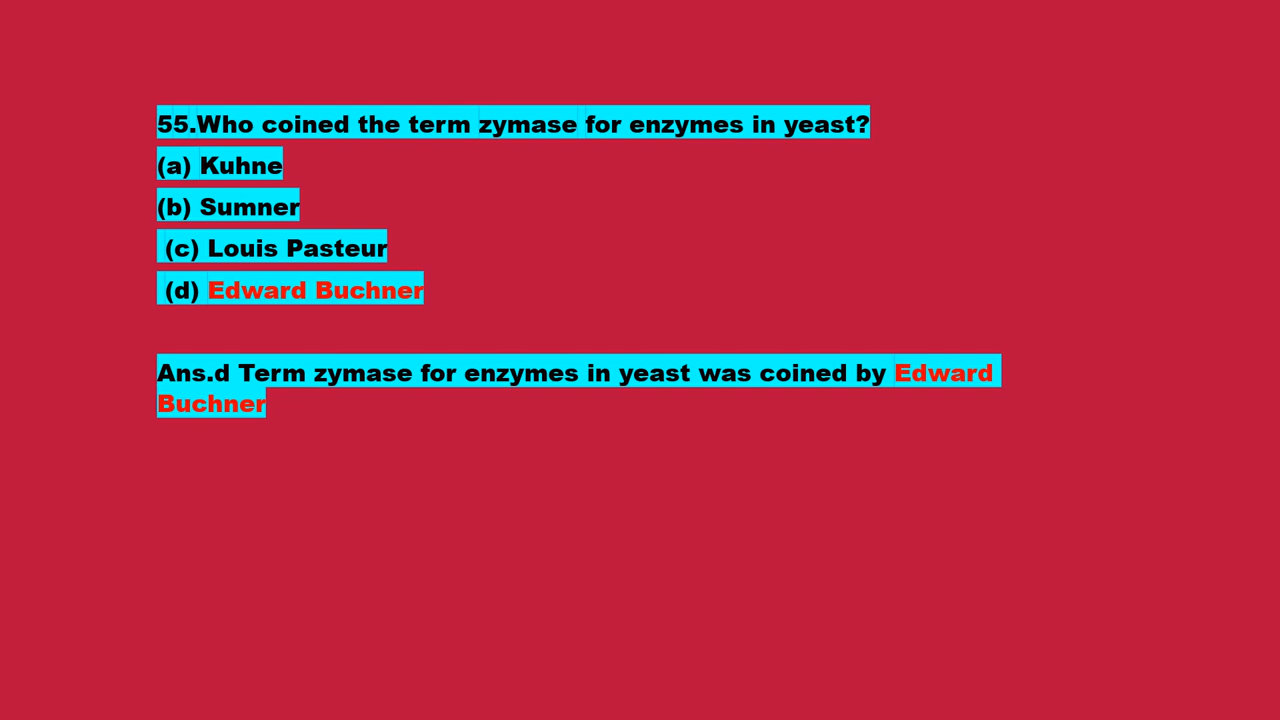 55.Who coined the term zymase for enzymes in yeast?
(a) Kuhne
(b) Sumner
(c) Louis Pasteur
(d) Edward Buchner
Ans.d Term zymase for enzymes in yeast was coined by Edward
Buchner